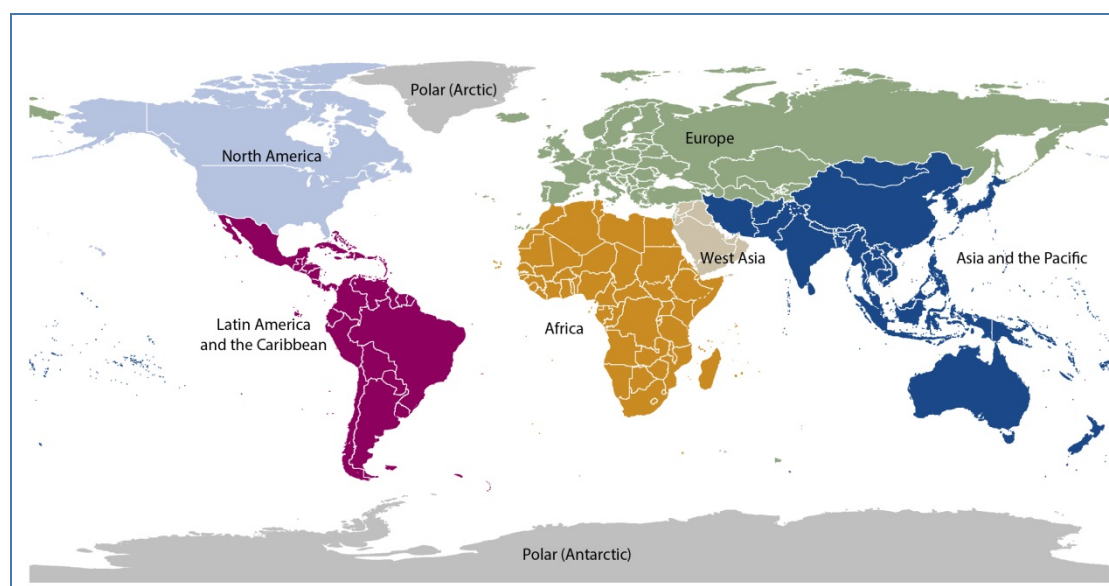 Polar (Arctic)
Europe
North America
West Asia
Asia and the Pacific
Latin America
and the Caribbean
Africa
Polar (Antarctic)